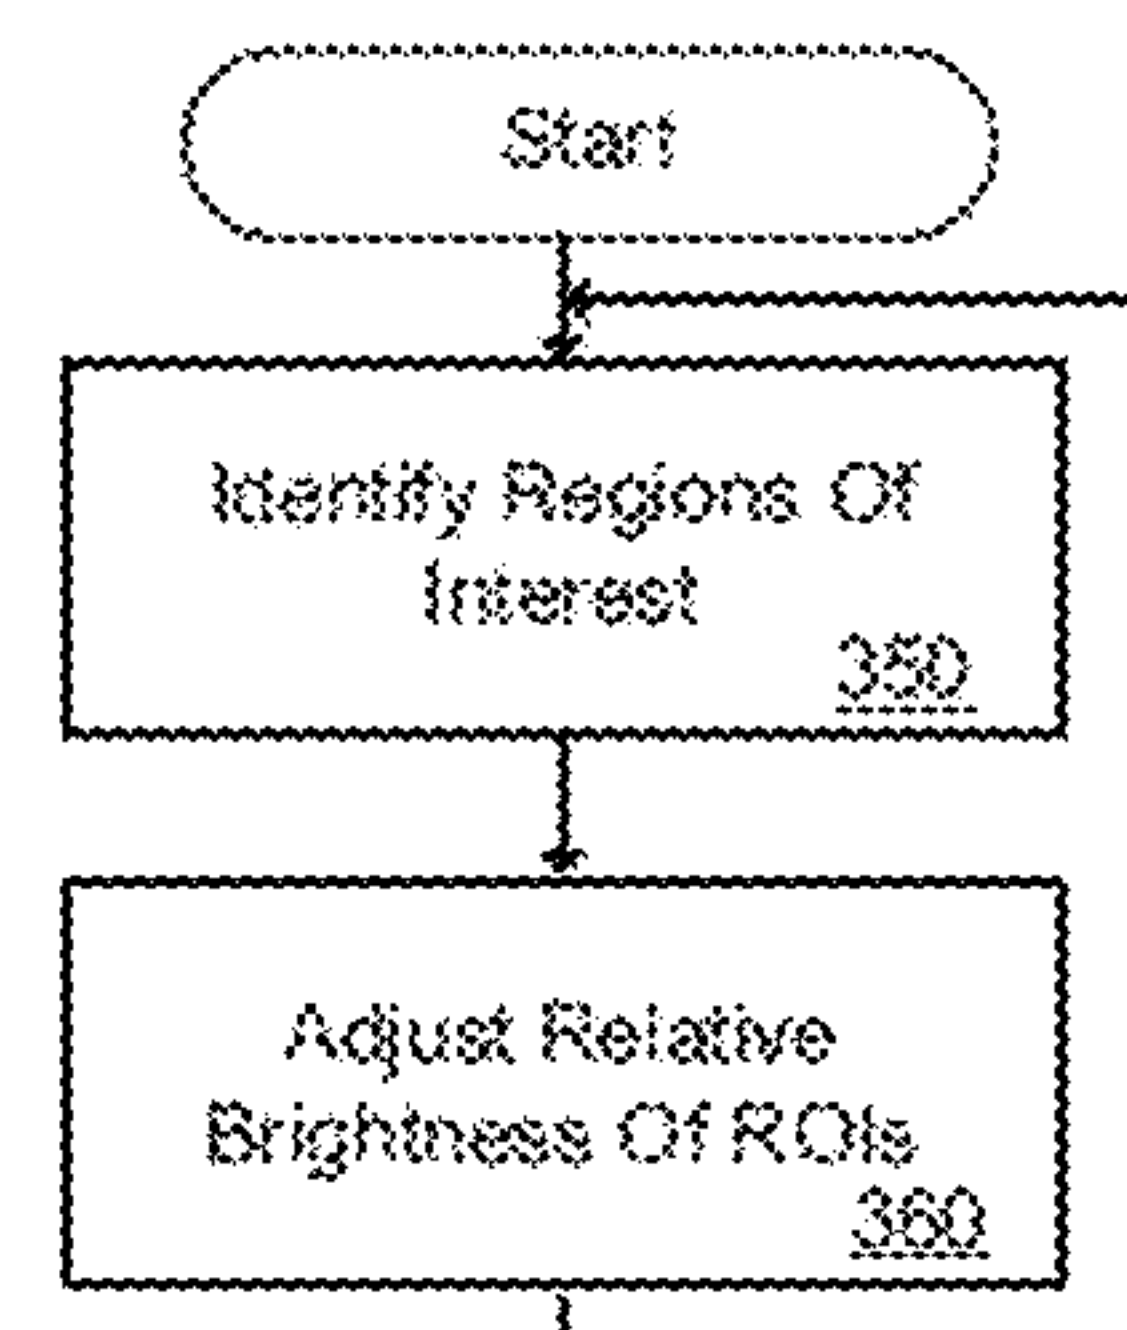 Start
Identify Regions Of
Interest
350
Adjust Relative
Brightness Of ROIs
360